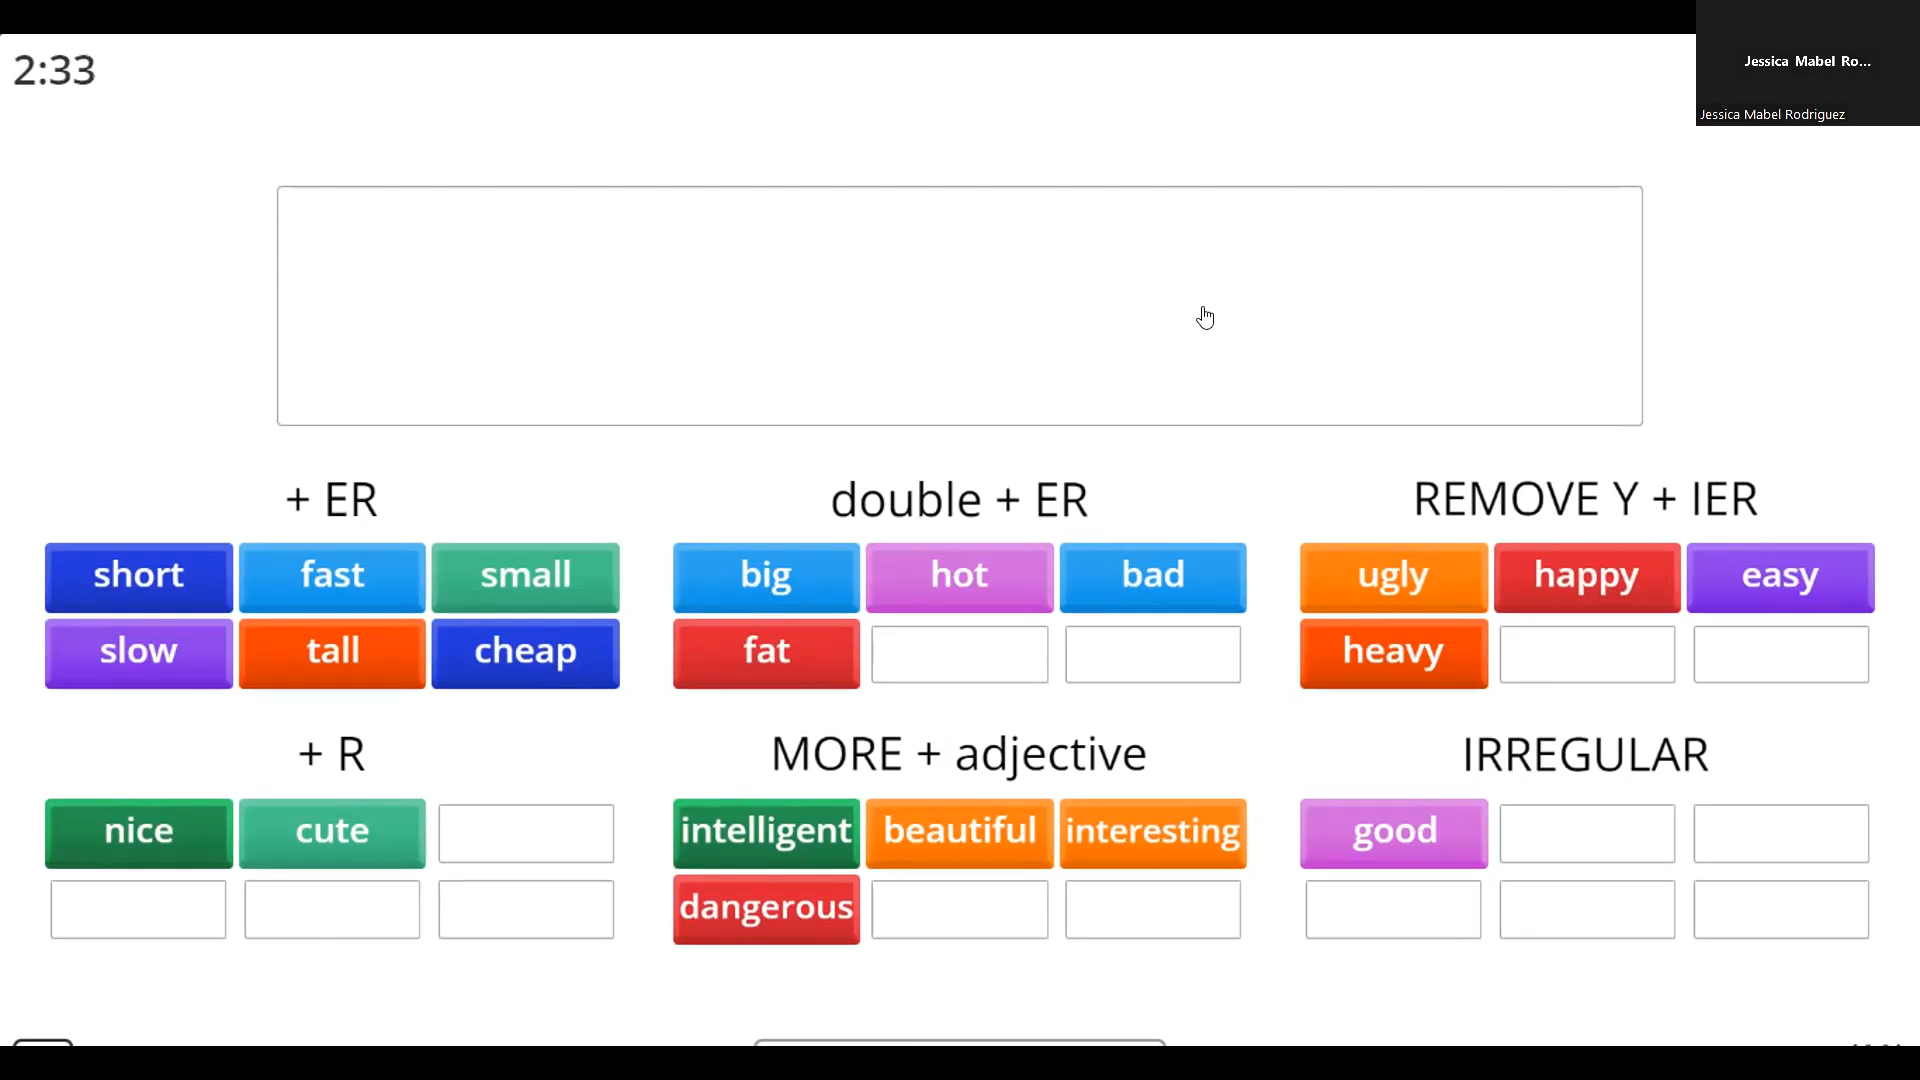 2:33
Jessica Mabel Ro...
Jessica Mabel Rodriguez
+ ER
short fast small
slow tall cheap
double + ER
big hot bad
fat
REMOVE Y + IER
ugly happy easy
heavy
+ R
nice cute
MORE + adjective
intelligent beautiful interesting
dangerous
IRREGULAR
good